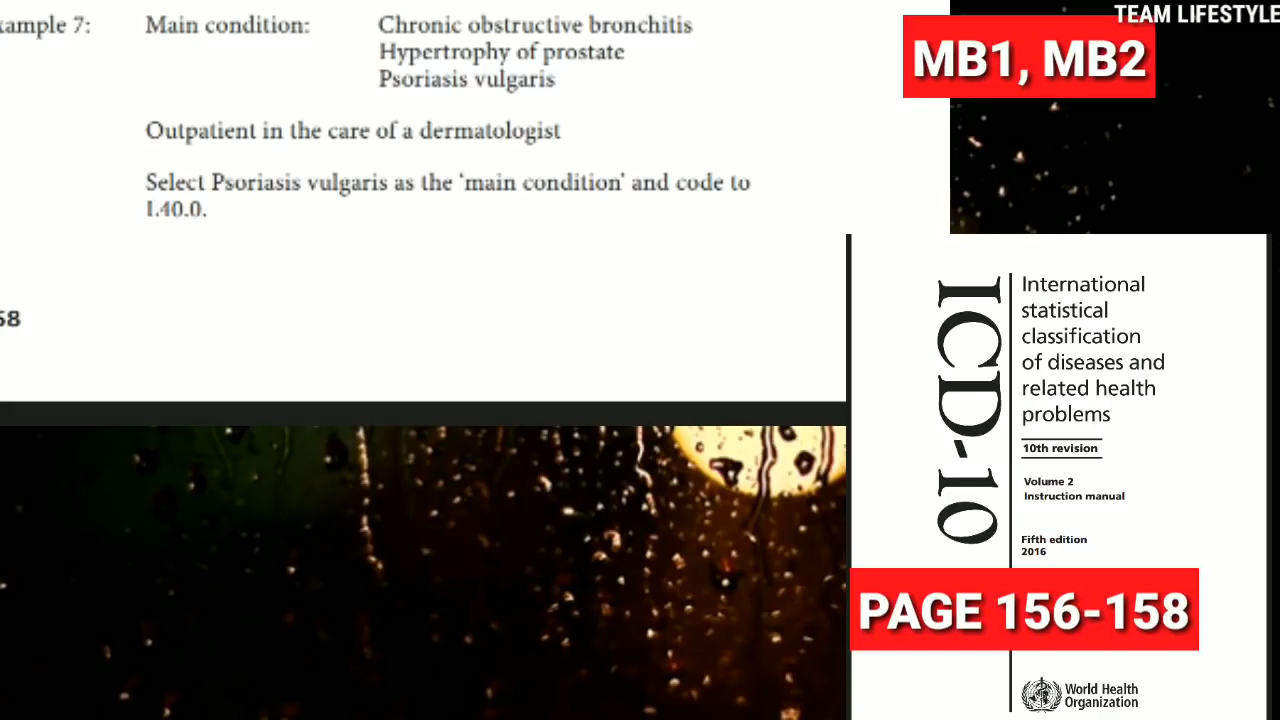 xample 7: Main condition: Chronic obstructive bronchitis
Hypertrophy of prostate
Psoriasis vulgaris
Outpatient in the care of a dermatologist
Select Psoriasis vulgaris as the ‘main condition’ and code to
L40.0.
58
TEAM LIFESTYLE
MB1, MB2
ICD-10
International
statistical
classification
of diseases and
related health
problems
10th revision
Volume 2
Instruction manual
Fifth edition
2016
PAGE 156-158
World Health
Organization